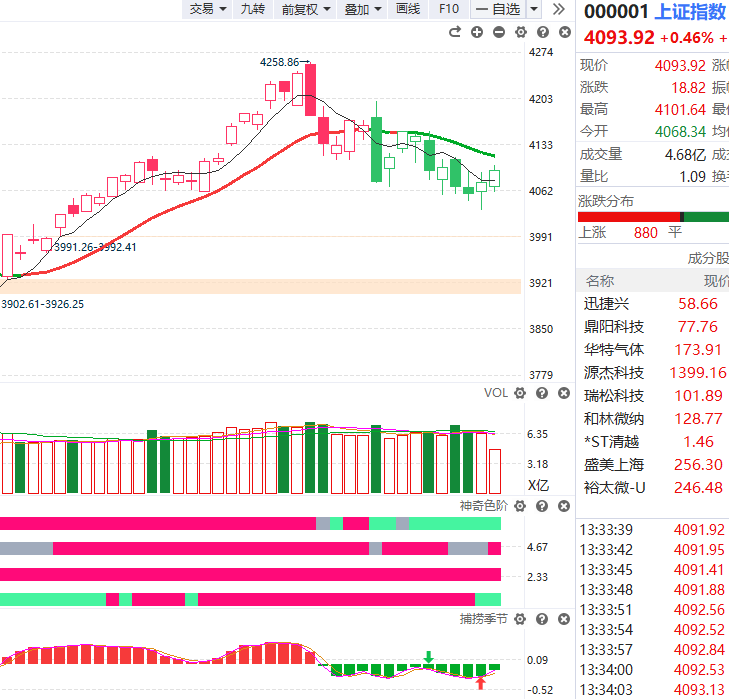 交易 九转 前复权 叠加 画线 F10 一自选
000001 上证指数
4093.92 +0.46% +
4274
4258.86
4203
4133
4062
3991
3991.26-3992.41
3921
3902.61-3926.25
3850
3779
现价 4093.92 涨
涨跌 18.82 振
最高 4101.64 最
今开 4068.34 均
成交量 4.68亿 成
量比 1.09 换
涨跌分布
上涨 880 平
成分股
名称 现价
迅捷兴 58.66
鼎阳科技 77.76
华特气体 173.91
源杰科技 1399.16
瑞松科技 101.89
和林微纳 128.77
*ST清越 1.46
盛美上海 256.30
裕太微-U 246.48
VOL
6.35
3.18
X亿
神奇色阶
4.67
2.33
捕捞季节
0.09
-0.52
13:33:39 4091.92
13:33:42 4091.95
13:33:45 4091.41
13:33:48 4091.88
13:33:51 4092.56
13:33:54 4092.52
13:33:57 4092.84
13:34:00 4092.53
13:34:03 4093.13